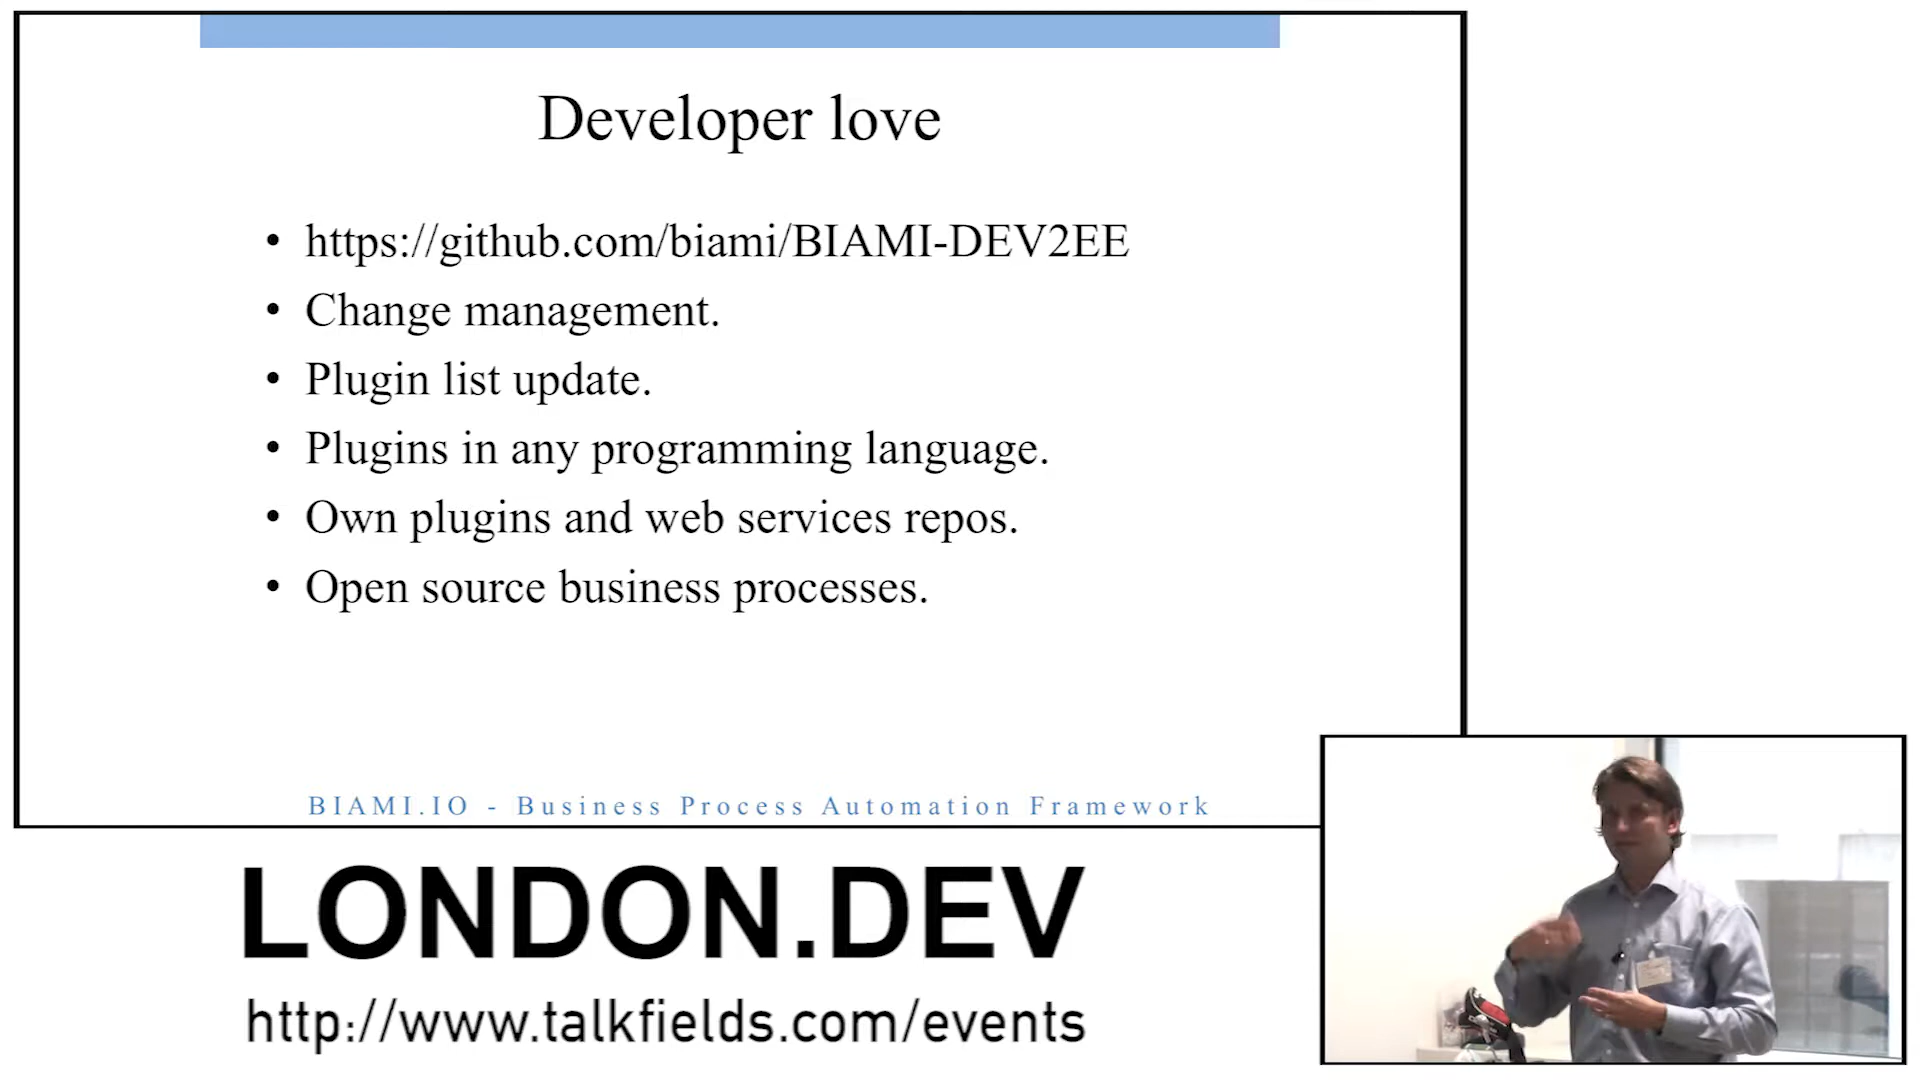 Developer love
• https://github.com/biami/BIAMI-DEV2EE
• Change management.
• Plugin list update.
• Plugins in any programming language.
• Own plugins and web services repos.
• Open source business processes.
BIAMI.IO - Business Process Automation Framework
LONDON.DEV
http://www.talkfields.com/events